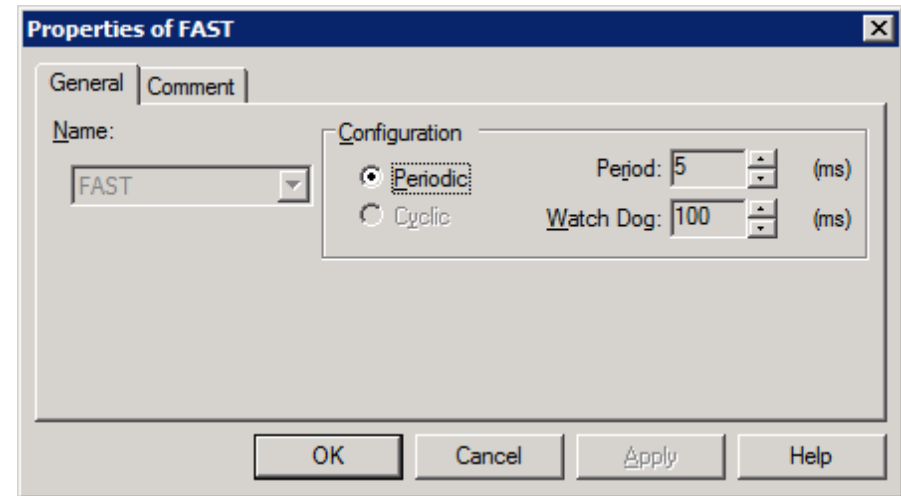 Properties of FAST
General Comment
Name:
FAST
Configuration
Periodic
Cyclic
Period: 5 (ms)
Watch Dog: 100 (ms)
OK Cancel Apply Help